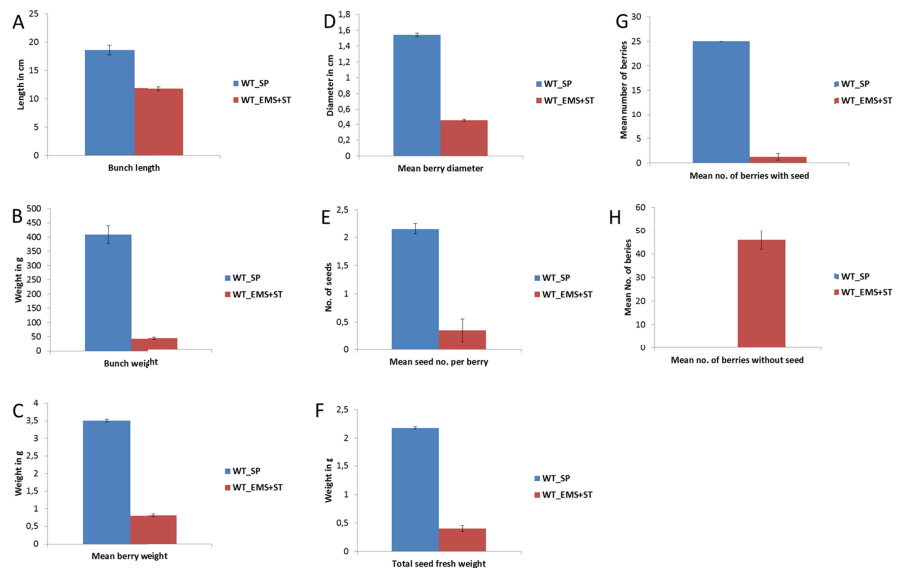 A
25
20
15
10
5
0
Length in cm
Bunch length
WT_SP
WT_EMS+ST
B
500
450
400
350
300
250
200
150
100
50
0
Weight in g
Bunch weight
WT_SP
WT_EMS+ST
C
4
3,5
3
2,5
2
1,5
1
0,5
0
Weight in g
Mean berry weight
WT_SP
WT_EMS+ST
D
1,8
1,6
1,4
1,2
1
0,8
0,6
0,4
0,2
0
Diameter in cm
Mean berry diameter
WT_SP
WT_EMS+ST
E
2,5
2
1,5
1
0,5
0
No. of seeds
Mean seed no. per berry
WT_SP
WT_EMS+ST
F
2,5
2
1,5
1
0,5
0
Weight in g
Total seed fresh weight
WT_SP
WT_EMS+ST
G
30
25
20
15
10
5
0
Mean number of berries
Mean no. of berries with seed
WT_SP
WT_EMS+ST
H
60
50
40
30
20
10
0
Mean No. of beries
Mean no. of berries without seed
WT_SP
WT_EMS+ST